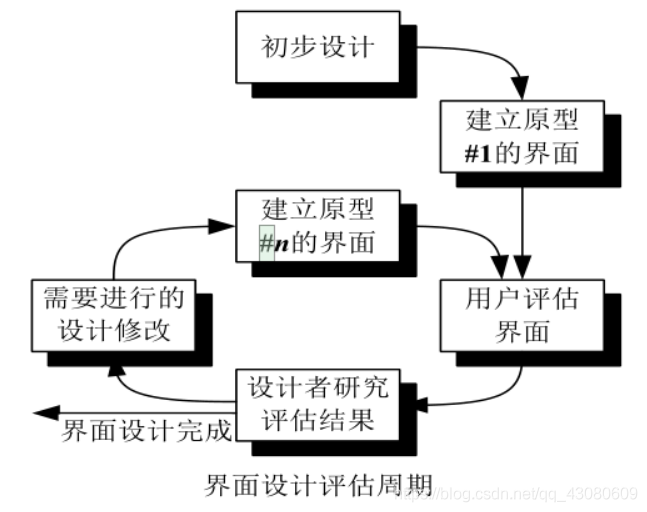 初步设计
建立原型
#1的界面
建立原型
#n的界面
需要进行的
设计修改
用户评估
界面
设计者研究
评估结果
界面设计完成
界面设计评估周期
https://blog.csdn.net/qq_43080609